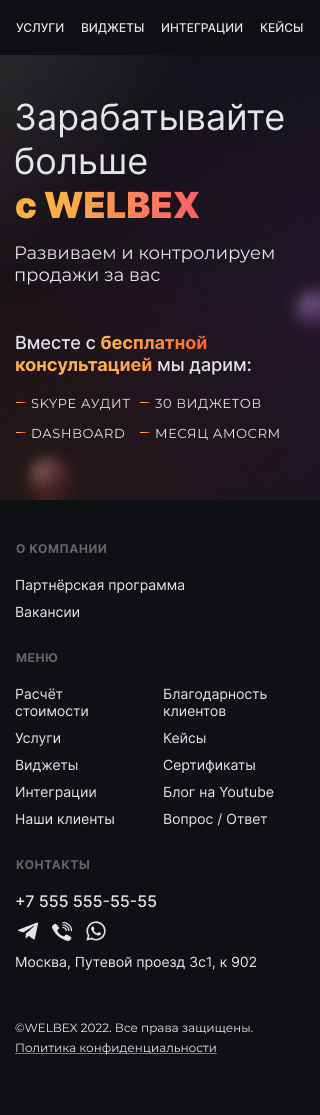 УСЛУГИ ВИДЖЕТЫ ИНТЕГРАЦИИ КЕЙСЫ
Зарабатывайте
больше
с WELBEX
Развиваем и контролируем
продажи за вас
Вместе с бесплатной
консультацией мы дарим:
SKYPE АУДИТ
30 ВИДЖЕТОВ
DASHBOARD
МЕСЯЦ AMOCRM
О КОМПАНИИ
Партнёрская программа
Вакансии
МЕНЮ
Расчёт
стоимости
Услуги
Виджеты
Интеграции
Наши клиенты
Благодарность
клиентов
Кейсы
Сертификаты
Блог на Youtube
Вопрос / Ответ
КОНТАКТЫ
+7 555 555-55-55
Москва, Путевой проезд 3с1, к 902
©WELBEX 2022. Все права защищены.
Политика конфиденциальности